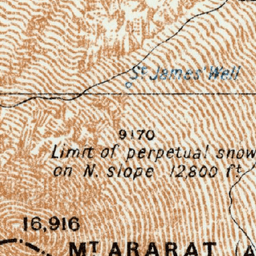 St James' Well
9170
Limit of perpetual snow
on N. slope 12800 ft
16,916
MT ARARAT (A